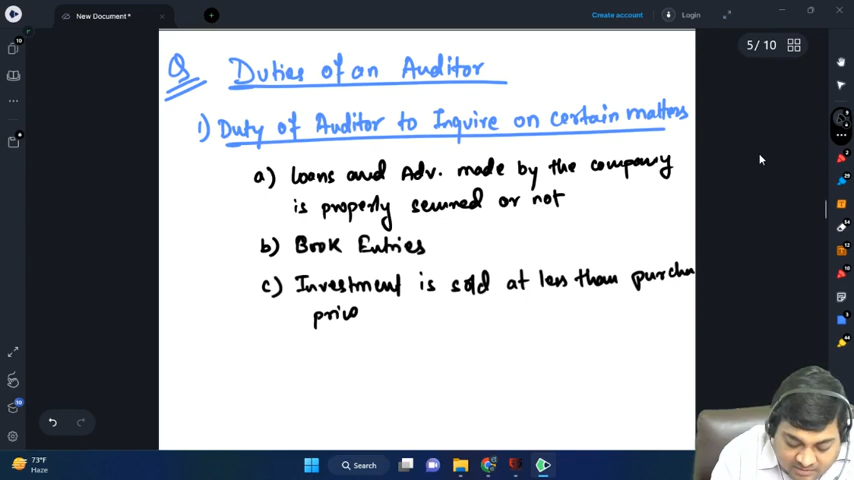 New Document*
Create account
Login
5 / 10
Q Duties of an Auditor
1) Duty of Auditor to Inquire on certain matters
a) Loans and Adv. made by the company
is properly secured or not
b) Book Entries
c) Investment is sold at less than purcha
pric
73°F
Haze
Search